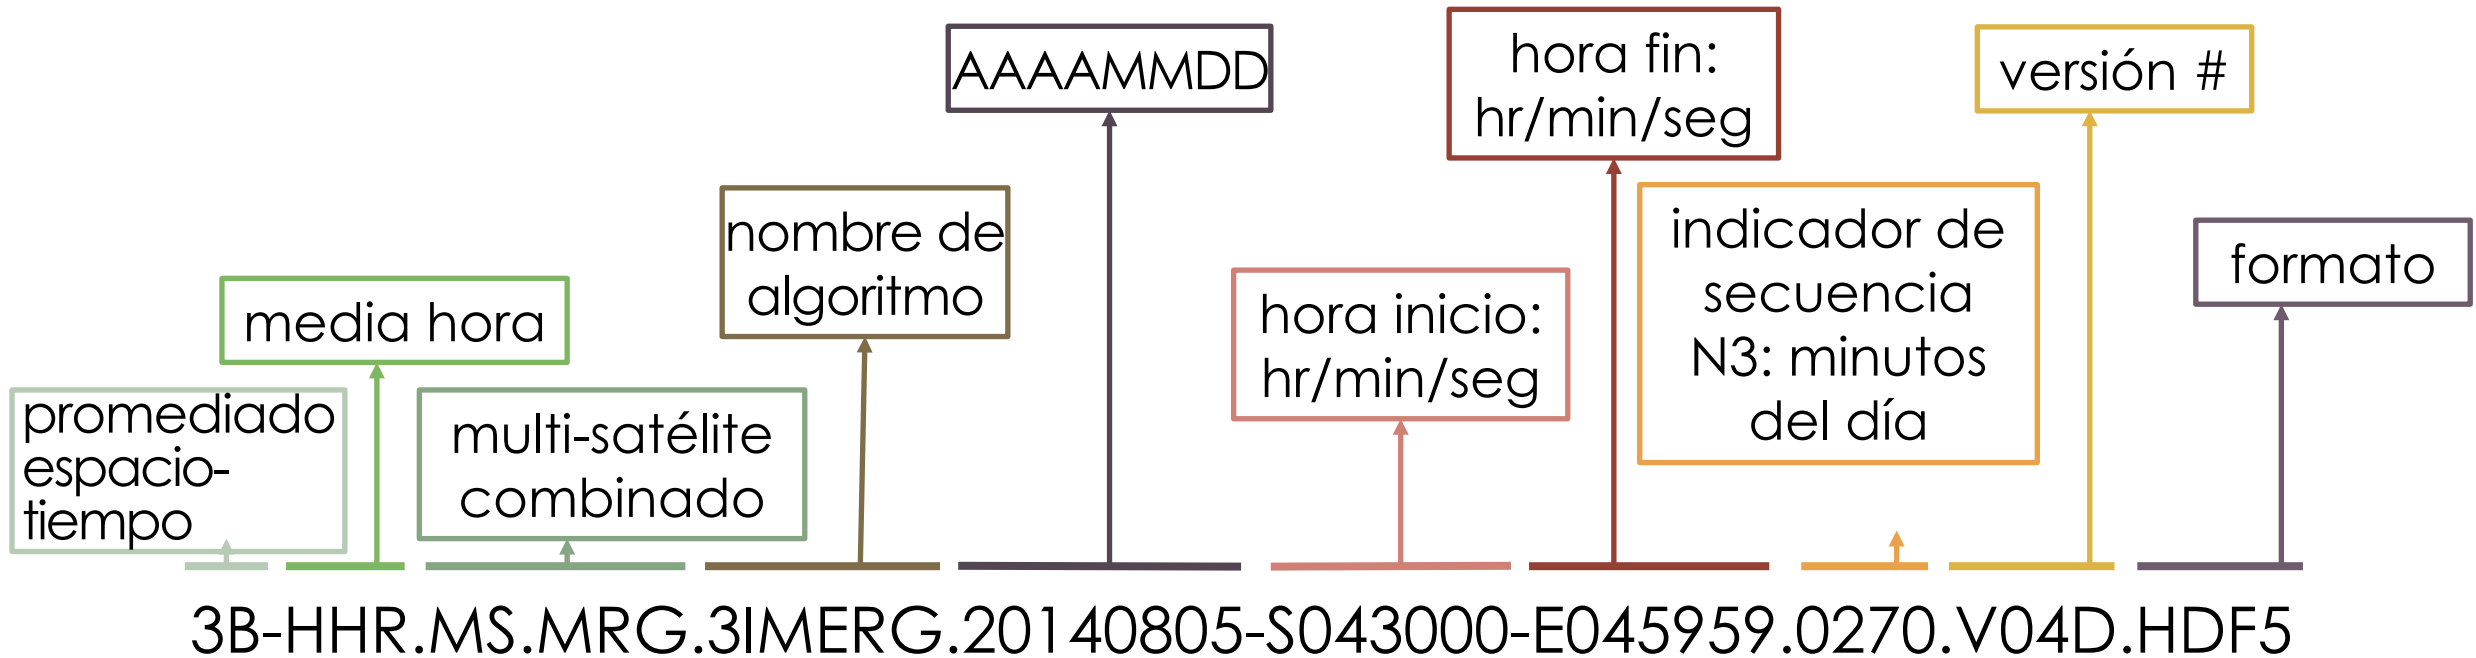 promediado
espacio-
tiempo
media hora
multi-satélite
combinado
nombre de
algoritmo
AAAAMMDD
hora inicio:
hr/min/seg
hora fin:
hr/min/seg
indicador de
secuencia
N3: minutos
del día
versión #
formato
3B-HHR.MS.MRG.3IMERG.20140805-S043000-E045959.0270.V04D.HDF5